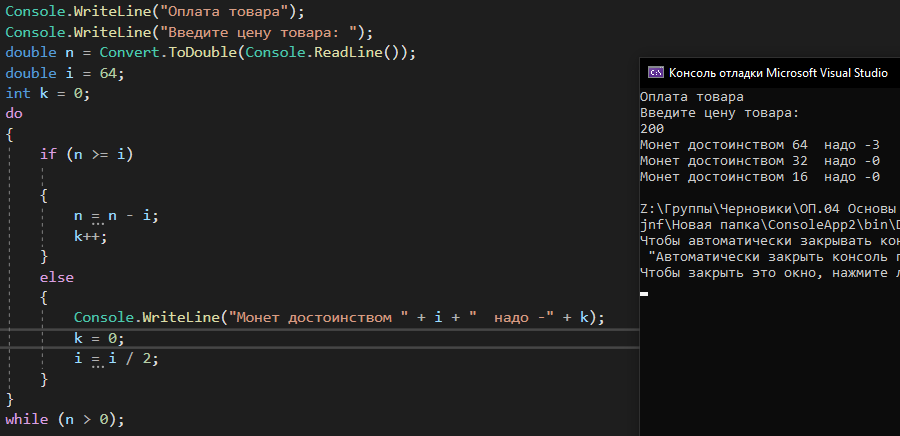 Console.WriteLine("Оплата товара");
Console.WriteLine("Введите цену товара: ");
double n = Convert.ToDouble(Console.ReadLine());
double i = 64;
int k = 0;
do
{
if (n >= i)
{
n = n - i;
k++;
}
else
{
Console.WriteLine("Монет достоинством " + i + "  надо -" + k);
k = 0;
i = i / 2;
}
}
while (n > 0);
Консоль отладки Microsoft Visual Studio
Оплата товара
Введите цену товара:
200
Монет достоинством 64  надо -3
Монет достоинством 32  надо -0
Монет достоинством 16  надо -0
Z:\Группы\Черновики\ОП.04 Основы
jnf\Новая папка\ConsoleApp2\bin\D
Чтобы автоматически закрывать кон
"Автоматически закрыть консоль п
Чтобы закрыть это окно, нажмите л